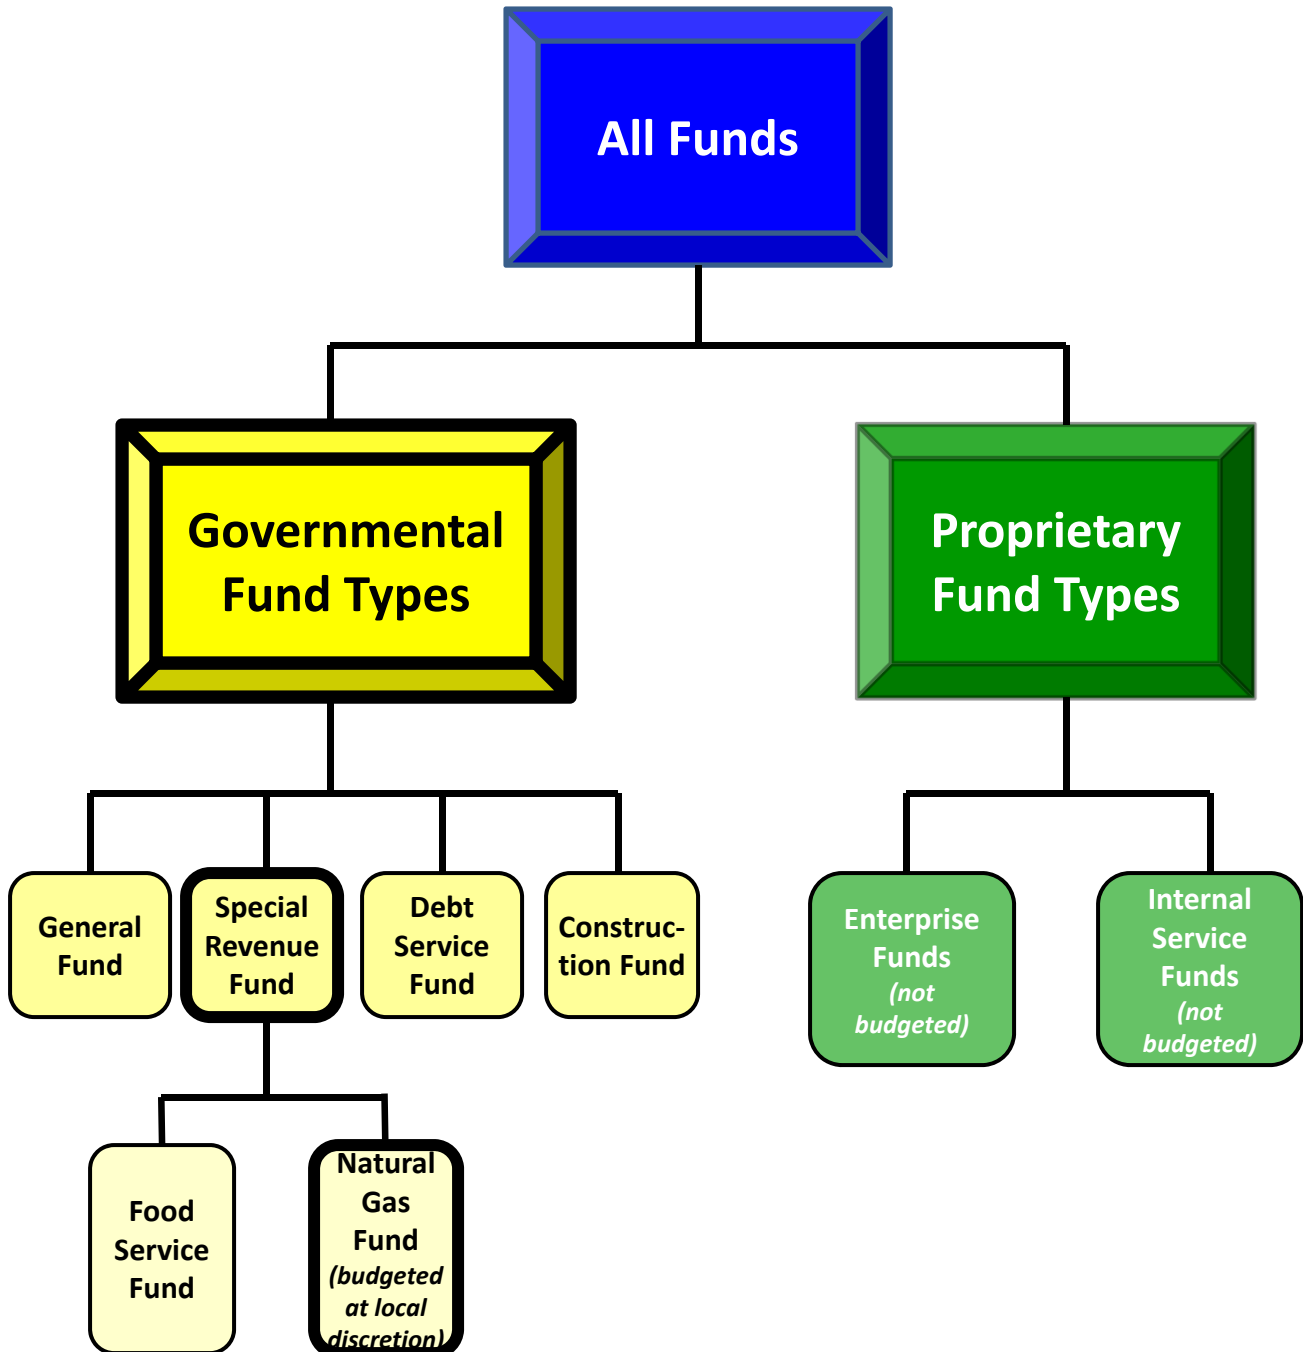 All Funds
Governmental
Fund Types
Proprietary
Fund Types
General
Fund
Special
Revenue
Fund
Debt
Service
Fund
Construc-
tion Fund
Enterprise
Funds
(not
budgeted)
Internal
Service
Funds
(not
budgeted)
Food
Service
Fund
Natural
Gas
Fund
(budgeted
at local
discretion)